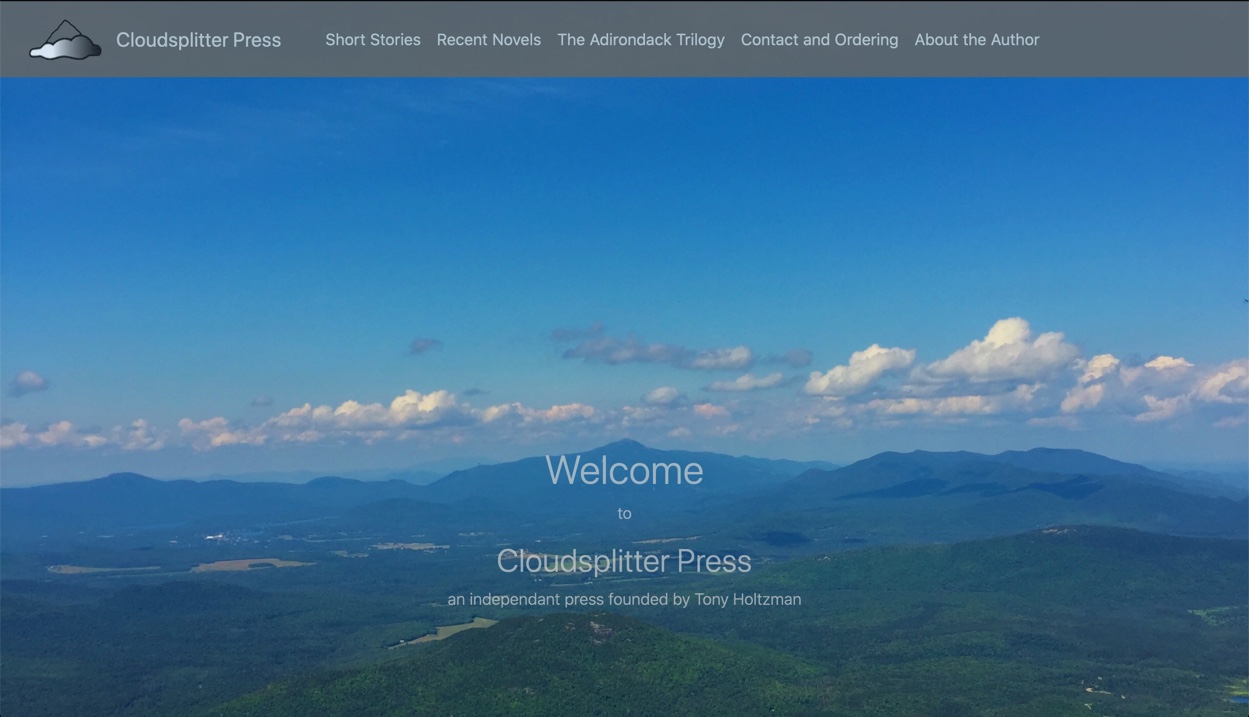 Cloudsplitter Press Short Stories Recent Novels The Adirondack Trilogy Contact and Ordering About the Author
Welcome
to
Cloudsplitter Press
an independant press founded by Tony Holtzman